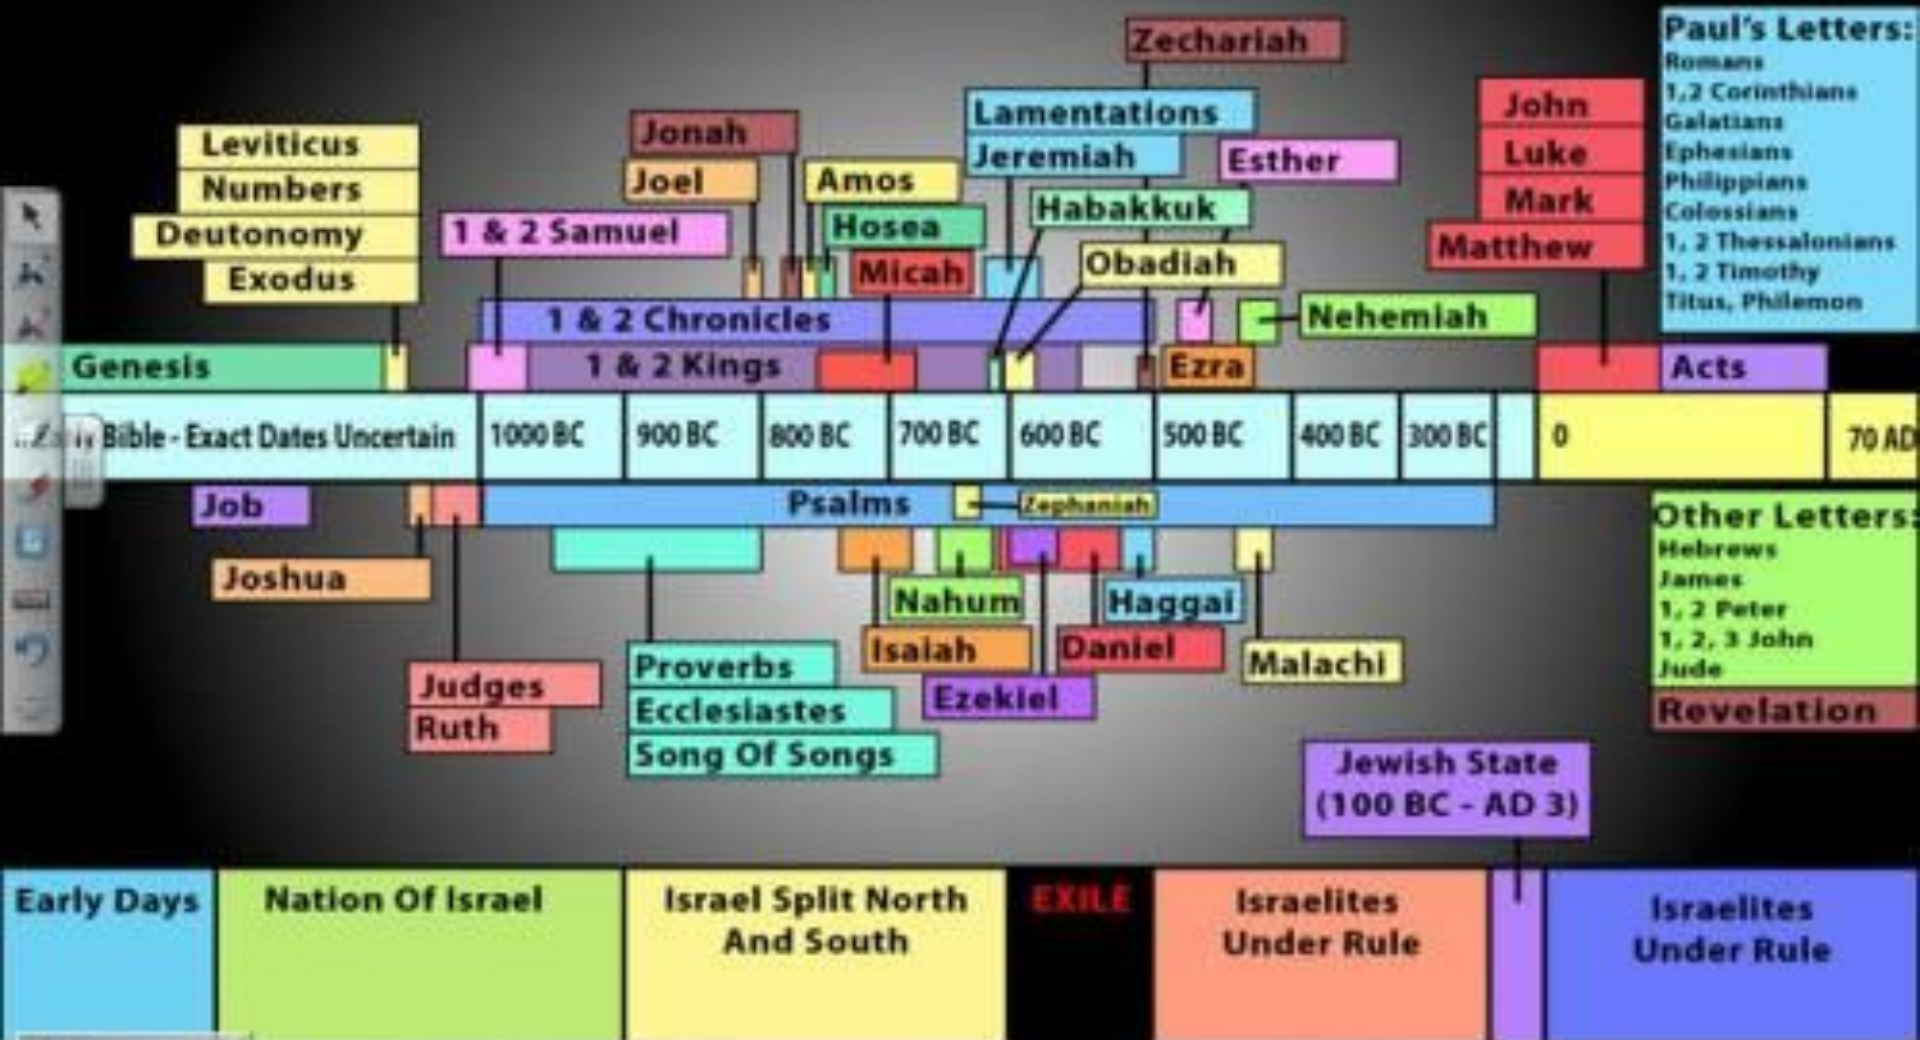 Zechariah
Paul's Letters:
Romans
1,2 Corinthians
Galatians
Ephesians
Philippians
Colossians
1, 2 Thessalonians
1, 2 Timothy
Titus, Philemon
Lamentations
Jeremiah
Esther
Habakkuk
Obadiah
John
Luke
Mark
Matthew
Jonah
Joel
Amos
Hosea
Micah
Leviticus
Numbers
Deutonomy
Exodus
1 & 2 Samuel
1 & 2 Chronicles
Nehemiah
Genesis
1 & 2 Kings
Ezra
Acts
Bible - Exact Dates Uncertain
1000 BC
900 BC
800 BC
700 BC
600 BC
500 BC
400 BC
300 BC
0
70 AD
Job
Psalms
Zephaniah
Joshua
Nahum
Haggai
Isaiah
Daniel
Malachi
Ezekiel
Judges
Ruth
Proverbs
Ecclesiastes
Song Of Songs
Other Letters:
Hebrews
James
1, 2 Peter
1, 2, 3 John
Jude
Revelation
Jewish State
(100 BC - AD 3)
Early Days
Nation Of Israel
Israel Split North
And South
EXILE
Israelites
Under Rule
Israelites
Under Rule